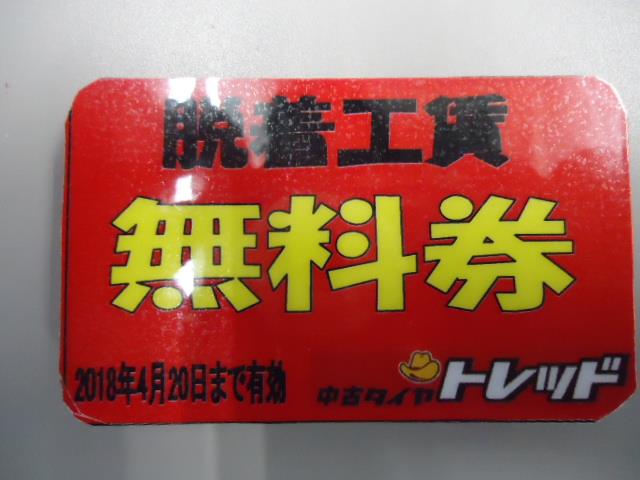 脱着工賃
無料券
2018年4月20日まで有効
中古タイヤ トレッド